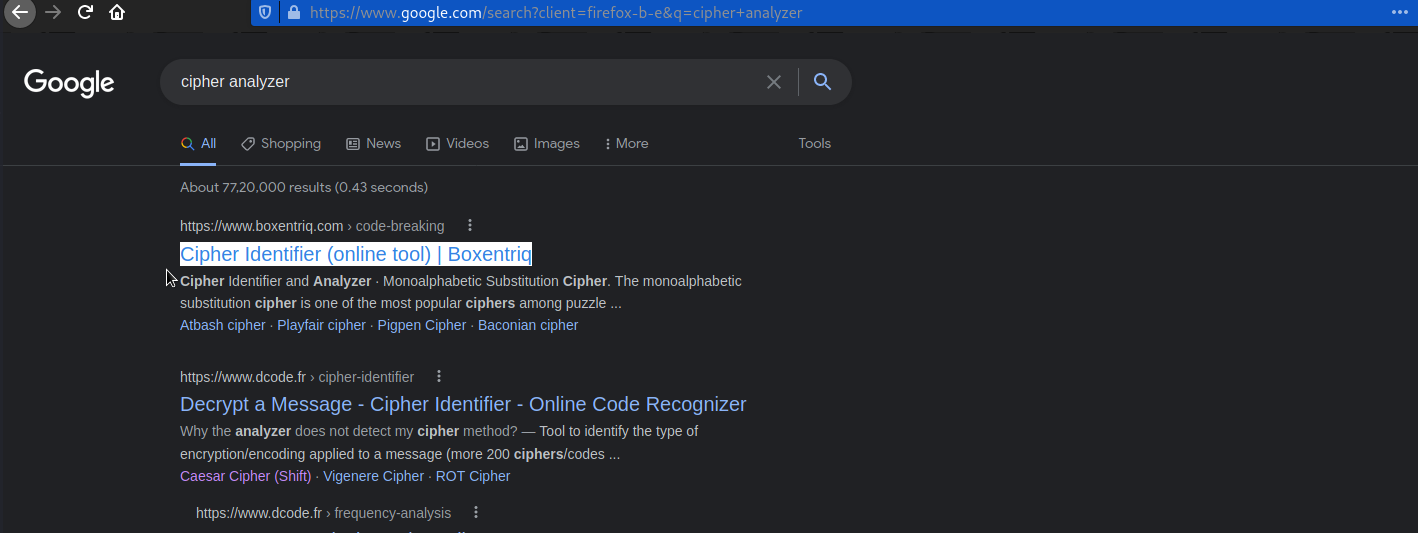 https://www.google.com/search?client=firefox-b-e&q=cipher+analyzer
Google
cipher analyzer
All Shopping News Videos Images More Tools
About 77,20,000 results (0.43 seconds)
https://www.boxentriq.com › code-breaking
Cipher Identifier (online tool) | Boxentriq
Cipher Identifier and Analyzer · Monoalphabetic Substitution Cipher. The monoalphabetic
substitution cipher is one of the most popular ciphers among puzzle ...
Atbash cipher · Playfair cipher · Pigpen Cipher · Baconian cipher
https://www.dcode.fr › cipher-identifier
Decrypt a Message - Cipher Identifier - Online Code Recognizer
Why the analyzer does not detect my cipher method? — Tool to identify the type of
encryption/encoding applied to a message (more 200 ciphers/codes ...
Caesar Cipher (Shift) · Vigenere Cipher · ROT Cipher
https://www.dcode.fr › frequency-analysis